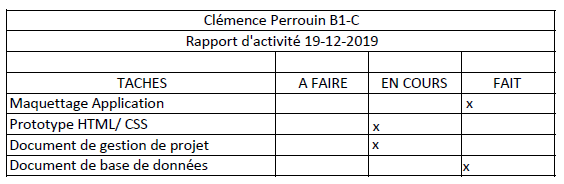 Clémence Perrouin B1-C
Rapport d'activité 19-12-2019
TACHES A FAIRE EN COURS FAIT
Maquettage Application x
Prototype HTML/ CSS x
Document de gestion de projet x
Document de base de données x